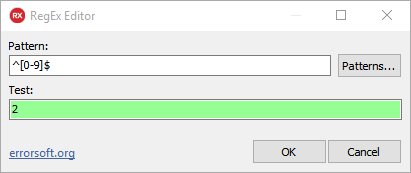 RX RegEx Editor
Pattern:
^[0-9]$
Patterns...
Test:
2
errorsoft.org
OK
Cancel